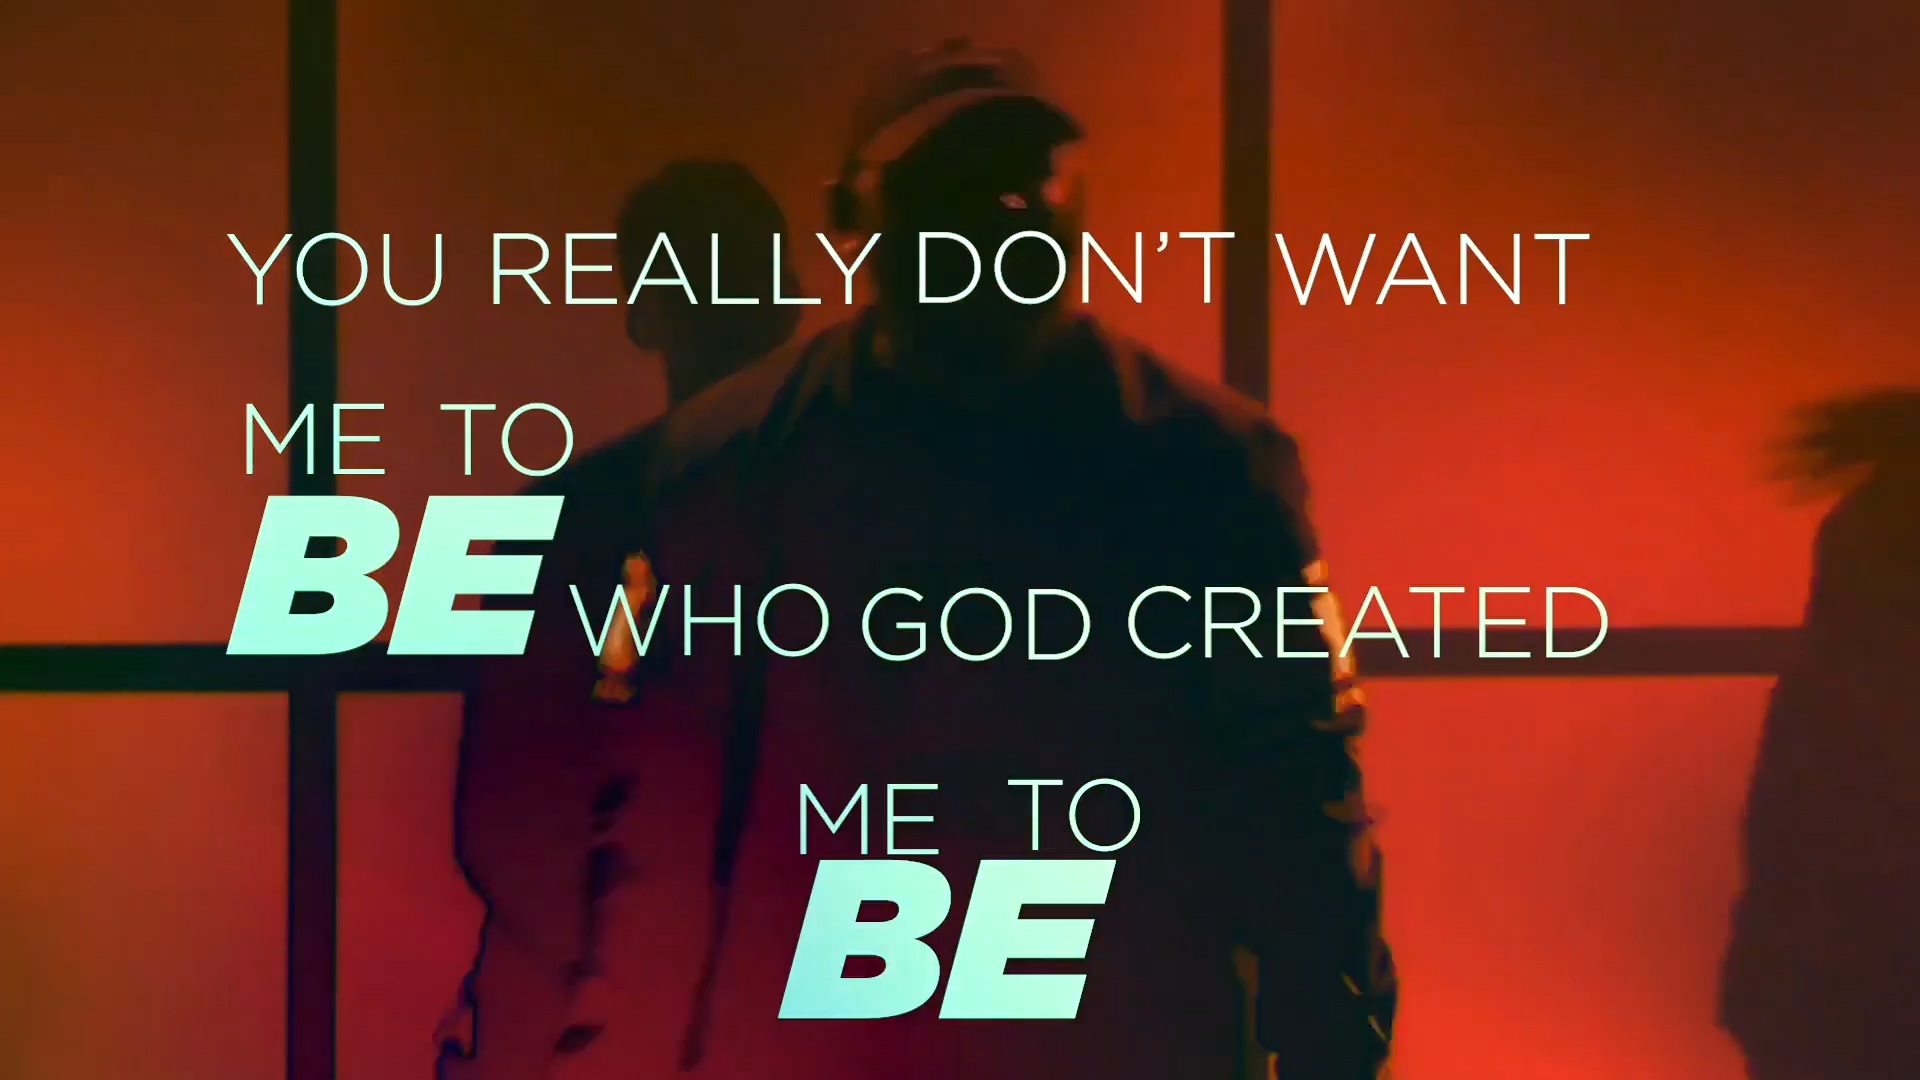 YOU REALLY DON'T WANT
ME TO
BE WHO GOD CREATED
ME TO
BE